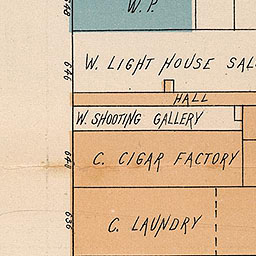 W. P.
W. LIGHT HOUSE SAL
646
HALL
W. SHOOTING GALLERY
C. CIGAR FACTORY
640
C. LAUNDRY
636